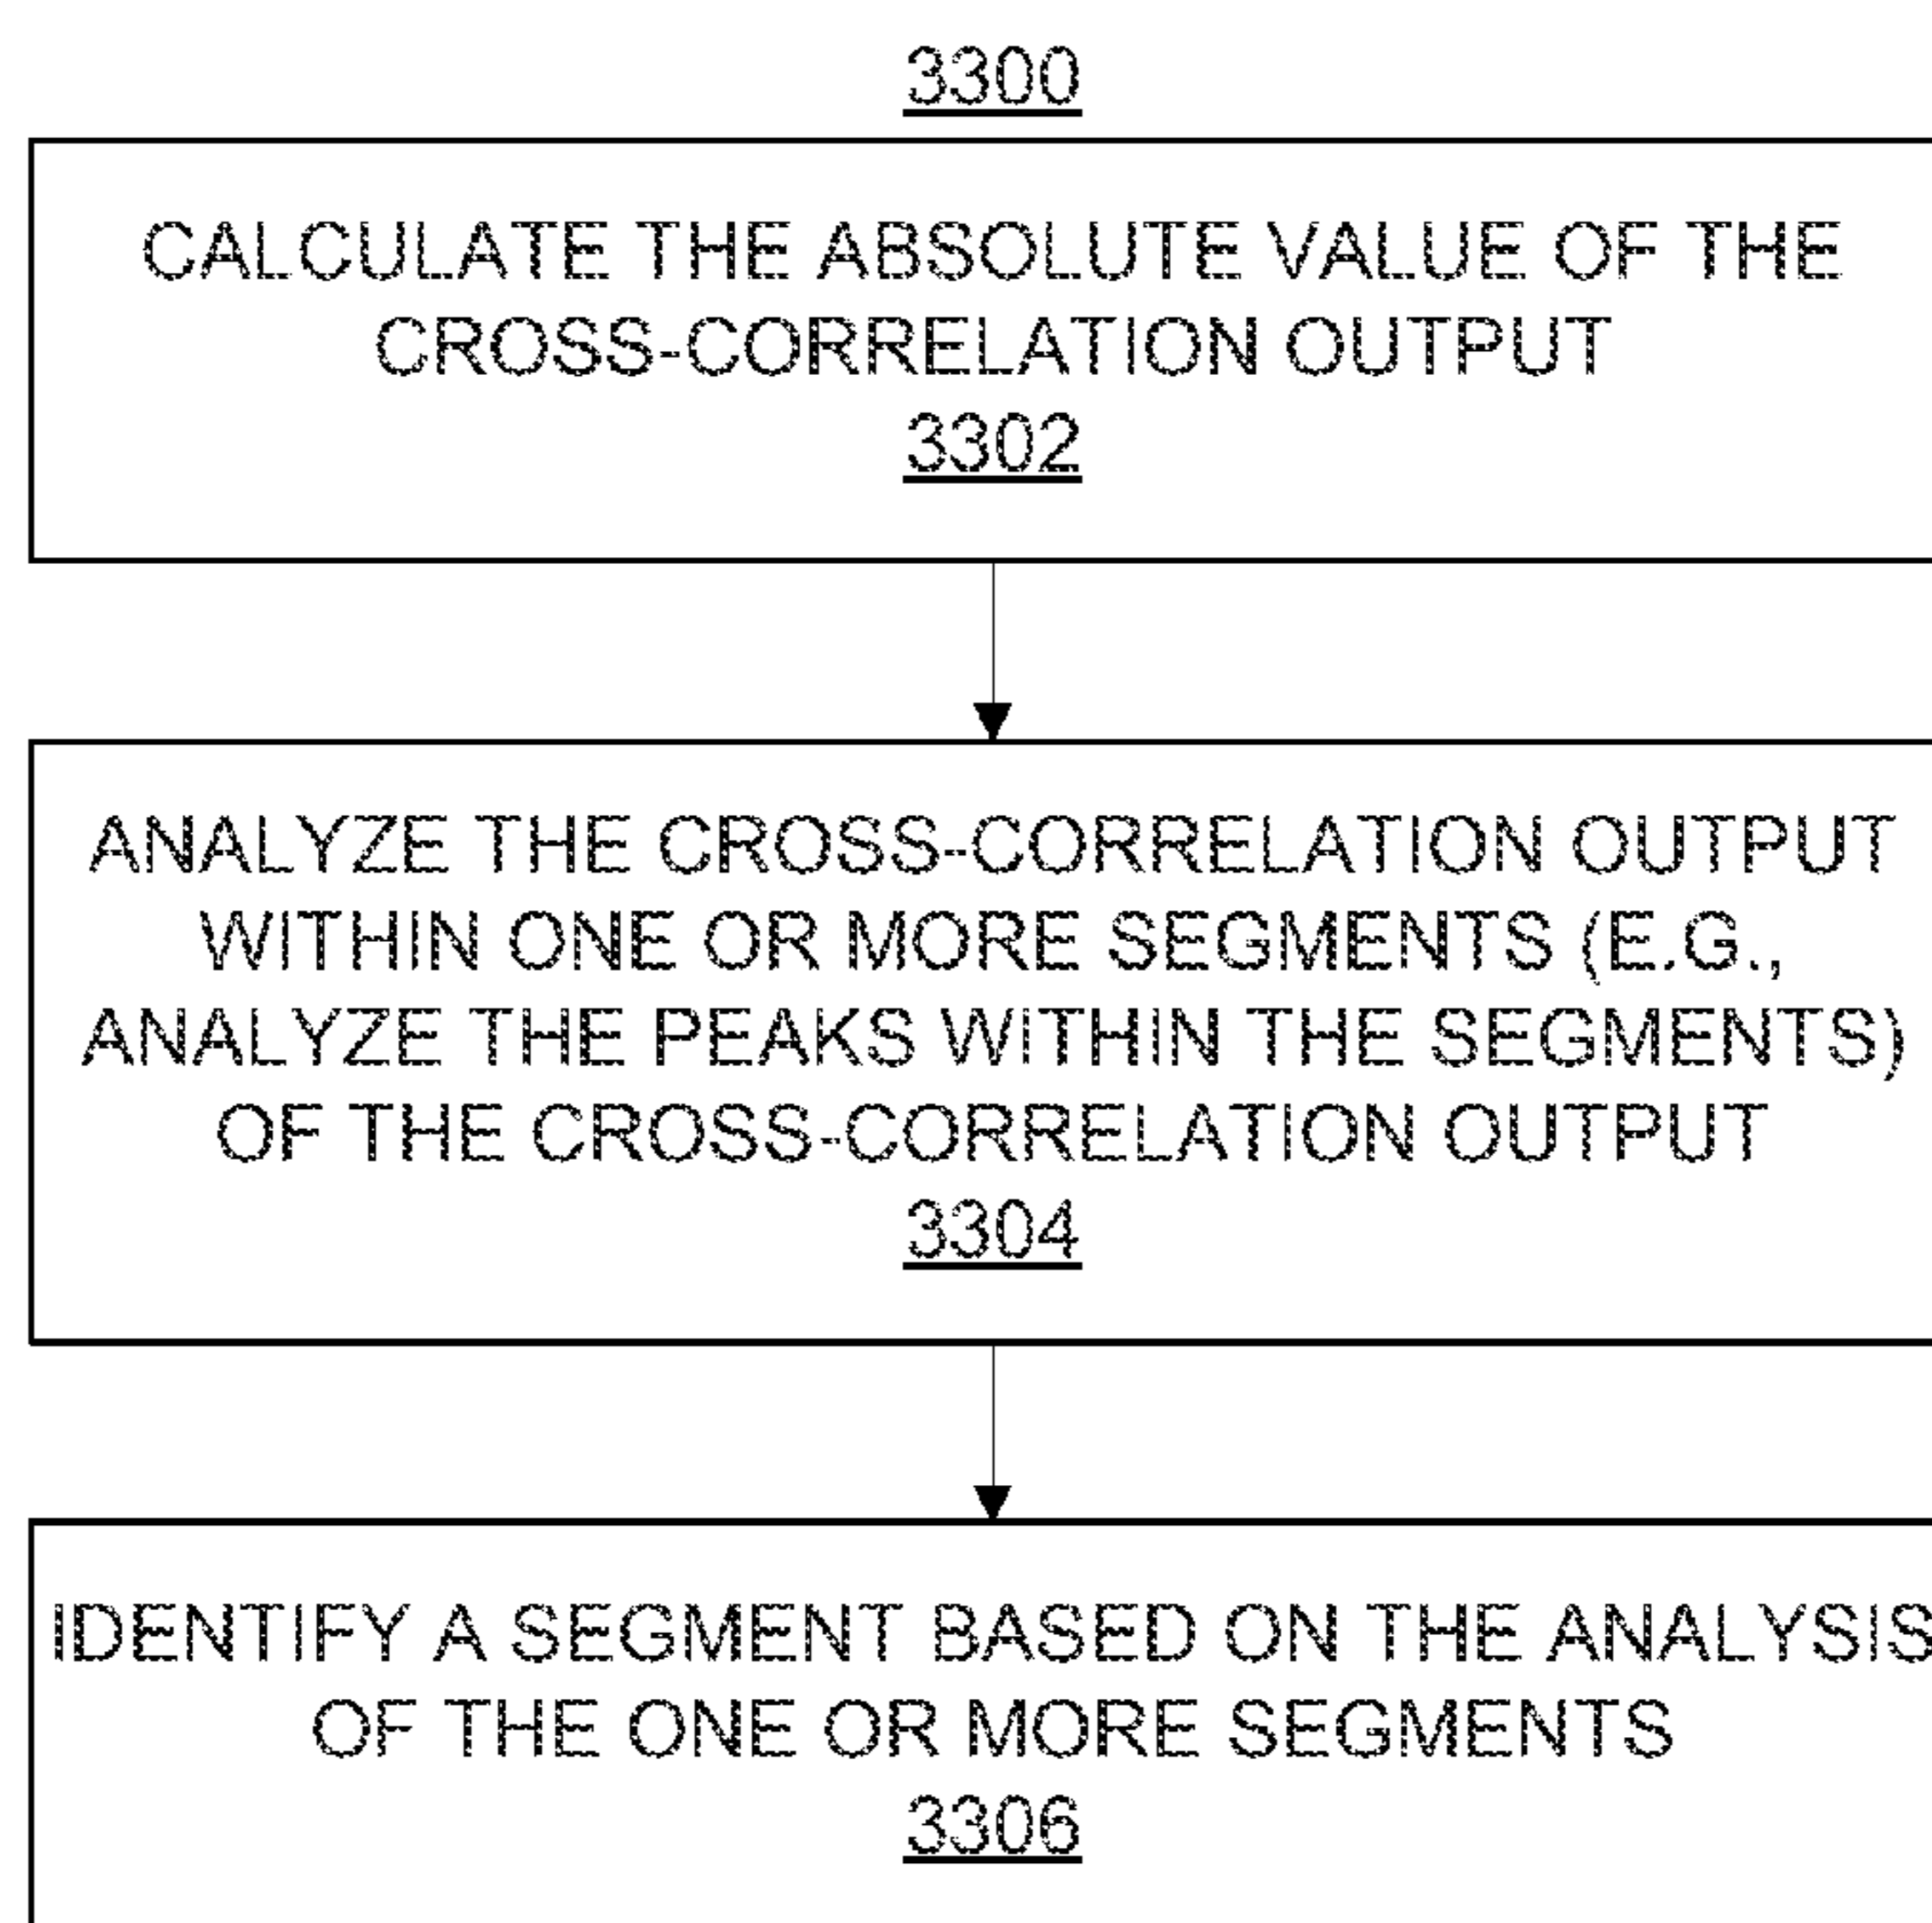 3300
CALCULATE THE ABSOLUTE VALUE OF THE
CROSS-CORRELATION OUTPUT
3302
ANALYZE THE CROSS-CORRELATION OUTPUT
WITHIN ONE OR MORE SEGMENTS (E.G.,
ANALYZE THE PEAKS WITHIN THE SEGMENTS)
OF THE CROSS-CORRELATION OUTPUT
3304
IDENTIFY A SEGMENT BASED ON THE ANALYSIS
OF THE ONE OR MORE SEGMENTS
3306